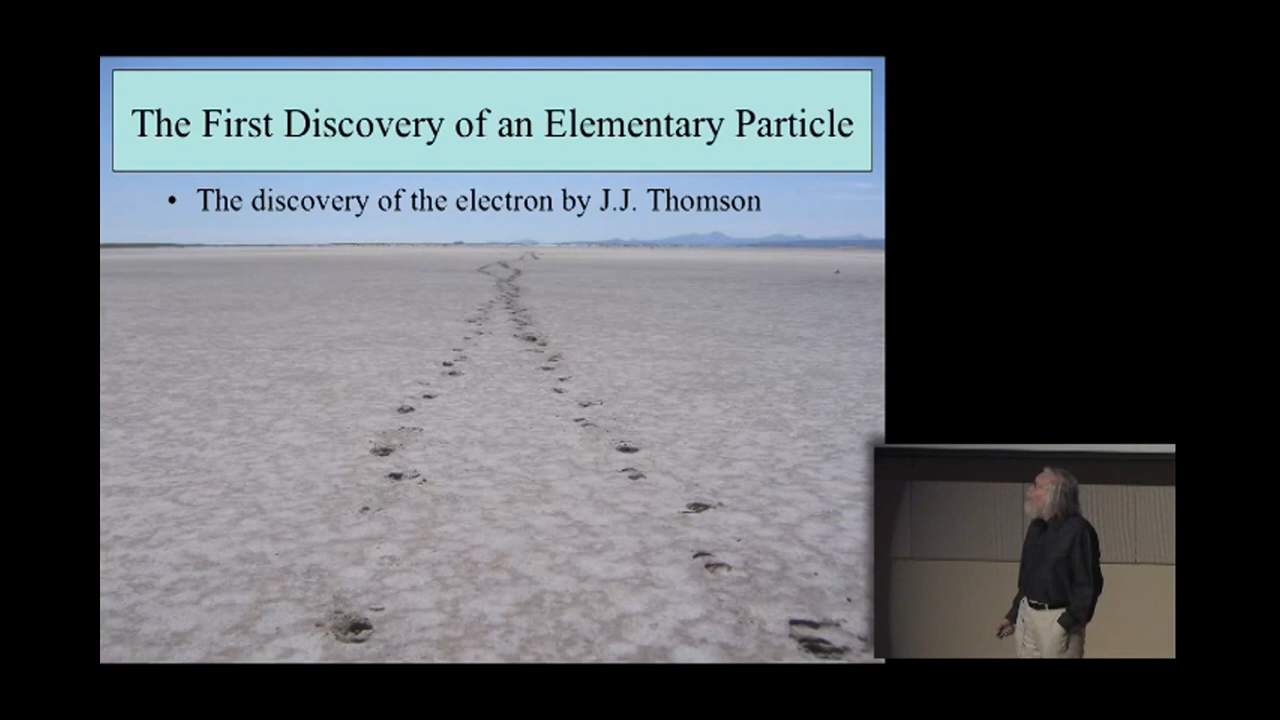 The First Discovery of an Elementary Particle
• The discovery of the electron by J.J. Thomson